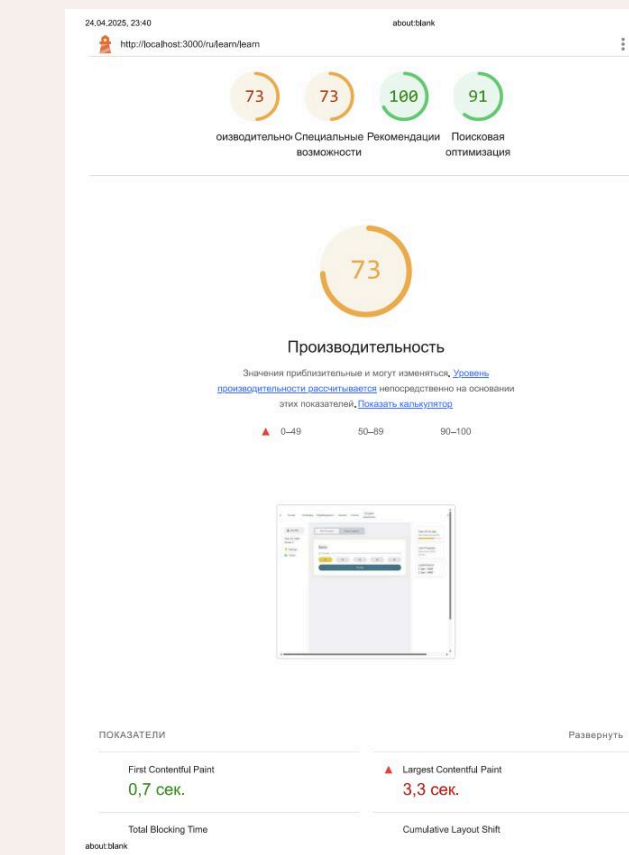 24.04.2025, 23:40
about:blank
http://localhost:3000/ru/learn/learn
73
73
100
91
оизводительно
Специальные возможности
Рекомендации
Поисковая оптимизация
73
Производительность
Значения приблизительные и могут изменяться. Уровень
производительности рассчитывается непосредственно на основании
этих показателей. Показать калькулятор
0–49
50–89
90–100
ПОКАЗАТЕЛИ
Развернуть
First Contentful Paint
Largest Contentful Paint
0,7 сек.
3,3 сек.
Total Blocking Time
Cumulative Layout Shift
about:blank